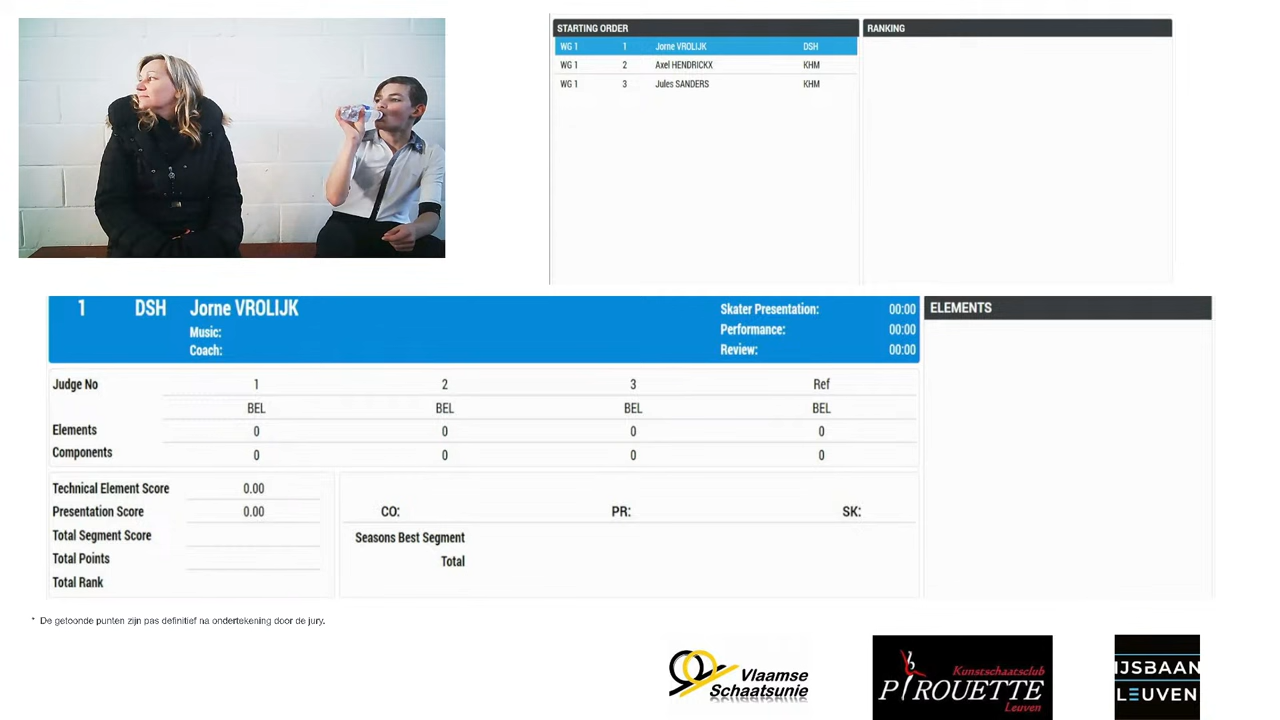 STARTING ORDER
WG 1 1 Jorne VROLIJK DSH
WG 1 2 Axel HENDRICKX KHM
WG 1 3 Jules SANDERS KHM
RANKING
1 DSH Jorne VROLIJK
Music:
Coach:
Skater Presentation: 00:00
Performance: 00:00
Review: 00:00
ELEMENTS
Judge No 1 2 3 Ref
BEL BEL BEL BEL
Elements 0 0 0 0
Components 0 0 0 0
Technical Element Score 0.00
Presentation Score 0.00
Total Segment Score
Total Points
Total Rank
CO: PR: SK:
Seasons Best Segment
Total
* De getoonde punten zijn pas definitief na ondertekening door de jury.
Vlaamse
Schaatsunie
Kunstschaatsclub
PIROUETTE
Leuven
IJSBAAN
LEUVEN